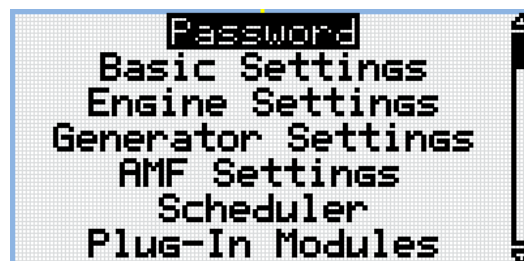 Password
Basic Settings
Engine Settings
Generator Settings
AMF Settings
Scheduler
Plug-In Modules